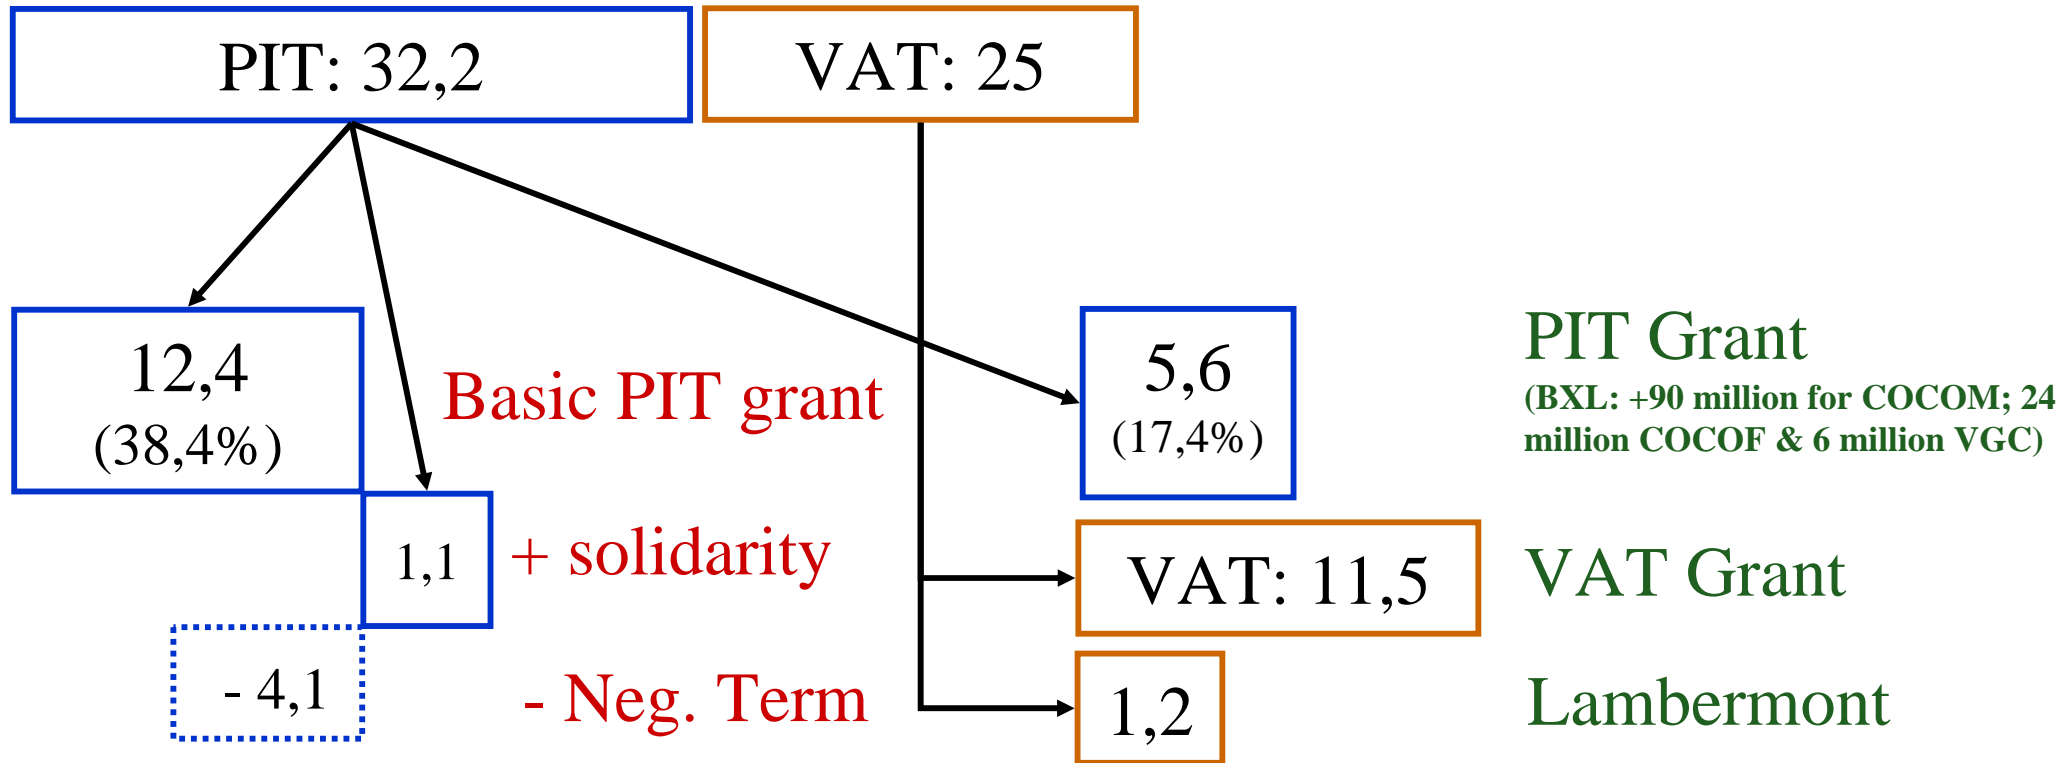 PIT: 32,2
VAT: 25
12,4
(38,4%)
Basic PIT grant
5,6
(17,4%)
PIT Grant
(BXL: +90 million for COCOM; 24
million COCOF & 6 million VGC)
1,1
+ solidarity
VAT: 11,5
VAT Grant
- 4,1
- Neg. Term
1,2
Lambermont